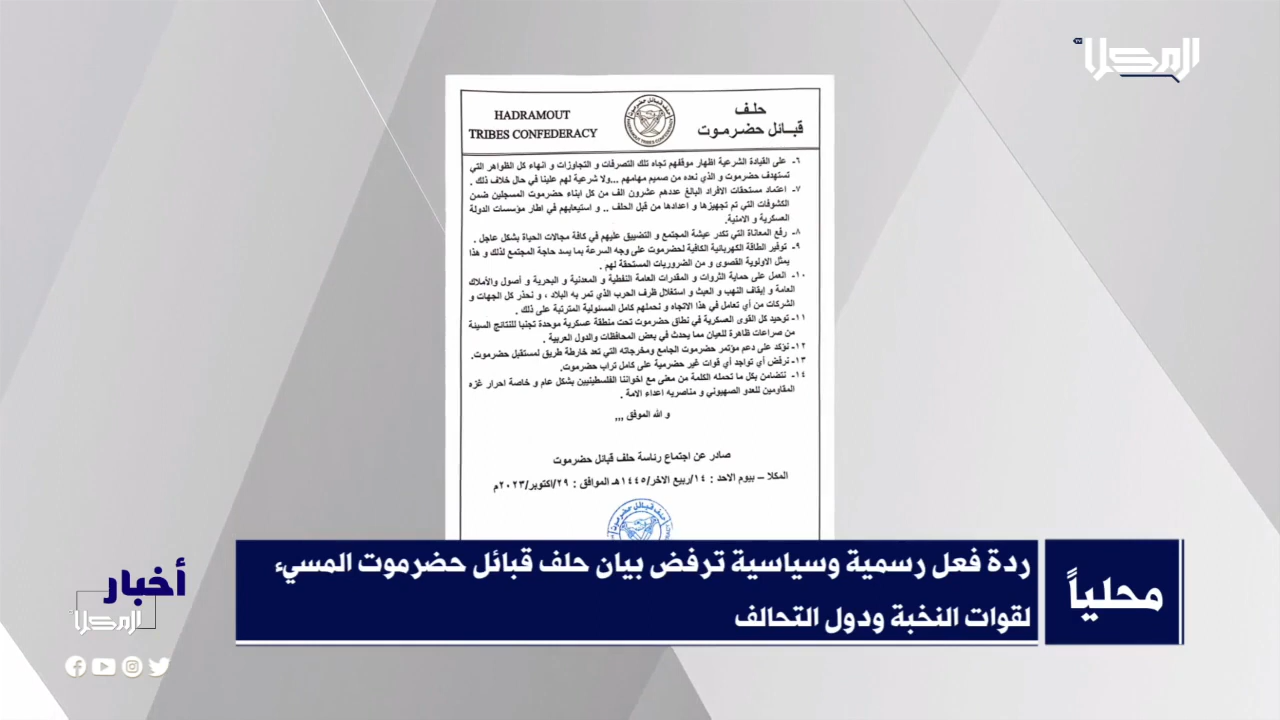 المكلا
HADRAMOUT
TRIBES CONFEDERACY
حلف
قبائل حضرموت
٦- على القيادة الشرعية اظهار موقفهم تجاه تلك التصرفات و التجاوزات و انهاء كل الظواهر التي
تستهدف حضرموت و الذي نعده من صميم مهامهم ...ولا شرعية لهم علينا في حال خلاف ذلك .
٧- اعتماد مستحقات الافراد البالغ عددهم عشرون الف من كل ابناء حضرموت المسجلين ضمن
الكشوفات التي تم تجهيزها و اعدادها من قبل الحلف .. و استيعابهم في اطار مؤسسات الدولة
العسكرية و الامنية.
٨- رفع المعاناة التي تكدر عيشة المجتمع و التضييق عليهم في كافة مجالات الحياة بشكل عاجل .
٩- توفير الطاقة الكهربائية الكافية لحضرموت على وجه السرعة بما يسد حاجة المجتمع لذلك و هذا
يمثل الاولوية القصوى و من الضروريات المستحقة لهم .
١٠- العمل على حماية الثروات و المقدرات العامة النفطية و المعدنية و البحرية و أصول والأملاك
العامة و إيقاف النهب و العبث و استغلال ظرف الحرب الذي تمر به البلاد ، و نحذر كل الجهات و
الشركات من أي تعامل في هذا الاتجاه و نحملهم كامل المسئولية المترتبة على ذلك .
١١- توحيد كل القوى العسكرية في نطاق حضرموت تحت منطقة عسكرية موحدة تجنبا للنتائج السيئة
من صراعات ظاهرة للعيان مما يحدث في بعض المحافظات والدول العربية .
١٢- نؤكد على دعم مؤتمر حضرموت الجامع ومخرجاته التي تعد خارطة طريق لمستقبل حضرموت.
١٣- نرفض أي تواجد أي قوات غير حضرمية على كامل تراب حضرموت.
١٤- نتضامن بكل ما تحمله الكلمة من معنى مع اخواننا الفلسطينيين بشكل عام و خاصة احرار غزه
المقاومين للعدو الصهيوني و مناصريه اعداء الامة .
و الله الموفق ,,,
صادر عن اجتماع رئاسة حلف قبائل حضرموت
المكلا – بيوم الاحد : ١٤/ربيع الاخر/١٤٤٥هـ الموافق : ٢٩/اكتوبر/٢٠٢٣م
محلياً
ردة فعل رسمية وسياسية ترفض بيان حلف قبائل حضرموت المسيء
لقوات النخبة ودول التحالف
أخبار
المكلا